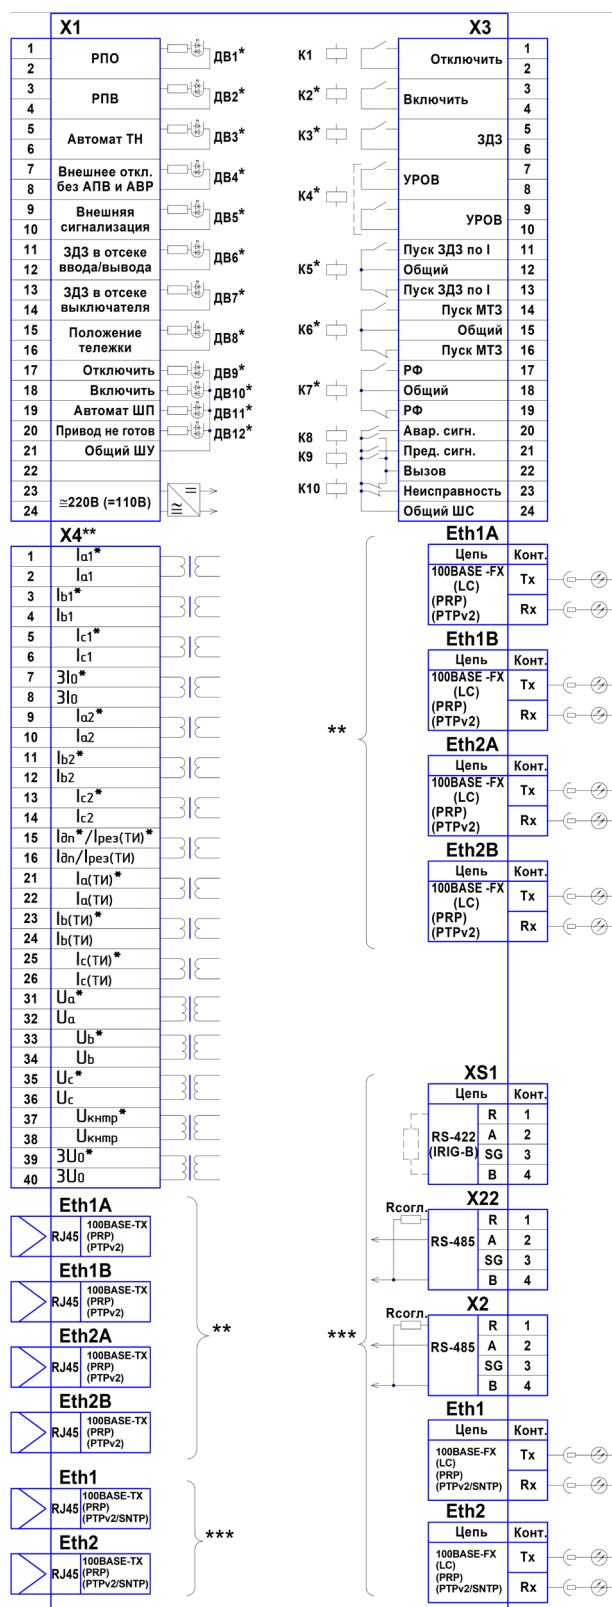 X1
1
РПО
ДВ1*
2
3
РПВ
ДВ2*
4
5
Автомат ТН
ДВ3*
6
7
Внешнее откл.
без АПВ и АВР
ДВ4*
8
9
Внешняя
сигнализация
ДВ5*
10
11
ЗДЗ в отсеке
ввода/вывода
ДВ6*
12
13
ЗДЗ в отсеке
выключателя
ДВ7*
14
15
Положение
тележки
ДВ8*
16
17 Отключить ДВ9*
18 Включить ДВ10*
19 Автомат ШП ДВ11*
20 Привод не готов ДВ12*
21 Общий ШУ
22
23
≃220В (=110В)
24
=
≃
X3
К1
Отключить
1
2
К2*
Включить
3
4
К3*
ЗДЗ
5
6
К4*
УРОВ
7
8
УРОВ
9
10
К5*
Пуск ЗДЗ по I 11
Общий 12
Пуск ЗДЗ по I 13
К6*
Пуск МТЗ 14
Общий 15
Пуск МТЗ 16
К7*
РФ 17
Общий 18
РФ 19
К8
Авар. сигн. 20
К9
Пред. сигн. 21
Вызов 22
К10
Неисправность 23
Общий ШС 24
X4**
1 Ia1*
2 Ia1
3 Ib1*
4 Ib1
5 Ic1*
6 Ic1
7 3I0*
8 3I0
9 Ia2*
10 Ia2
11 Ib2*
12 Ib2
13 Ic2*
14 Ic2
15 Iдп*/Iрез(ТИ)*
16 Iдп/Iрез(ТИ)
21 Ia(ТИ)*
22 Ia(ТИ)
23 Ib(ТИ)*
24 Ib(ТИ)
25 Ic(ТИ)*
26 Ic(ТИ)
31 Ua*
32 Ua
33 Ub*
34 Ub
35 Uc*
36 Uc
37 Uкнтр*
38 Uкнтр
39 3U0*
40 3U0
Eth1A
RJ45
100BASE-TX
(PRP)
(PTPv2)
Eth1B
RJ45
100BASE-TX
(PRP)
(PTPv2)
Eth2A
RJ45
100BASE-TX
(PRP)
(PTPv2)
Eth2B
RJ45
100BASE-TX
(PRP)
(PTPv2)
**
Eth1
RJ45
100BASE-TX
(PRP)
(PTPv2/SNTP)
Eth2
RJ45
100BASE-TX
(PRP)
(PTPv2/SNTP)
***
**
Eth1A
Цепь Конт.
100BASE -FX
(LC)
(PRP)
(PTPv2)
Tx
Rx
Eth1B
Цепь Конт.
100BASE -FX
(LC)
(PRP)
(PTPv2)
Tx
Rx
Eth2A
Цепь Конт.
100BASE -FX
(LC)
(PRP)
(PTPv2)
Tx
Rx
Eth2B
Цепь Конт.
100BASE -FX
(LC)
(PRP)
(PTPv2)
Tx
Rx
***
XS1
Цепь Конт.
RS-422
(IRIG-B)
R 1
A 2
SG 3
B 4
X22
Rсогл.
RS-485
R 1
A 2
SG 3
B 4
X2
Rсогл.
RS-485
R 1
A 2
SG 3
B 4
Eth1
Цепь Конт.
100BASE-FX
(LC)
(PRP)
(PTPv2/SNTP)
Tx
Rx
Eth2
Цепь Конт.
100BASE-FX
(LC)
(PRP)
(PTPv2/SNTP)
Tx
Rx